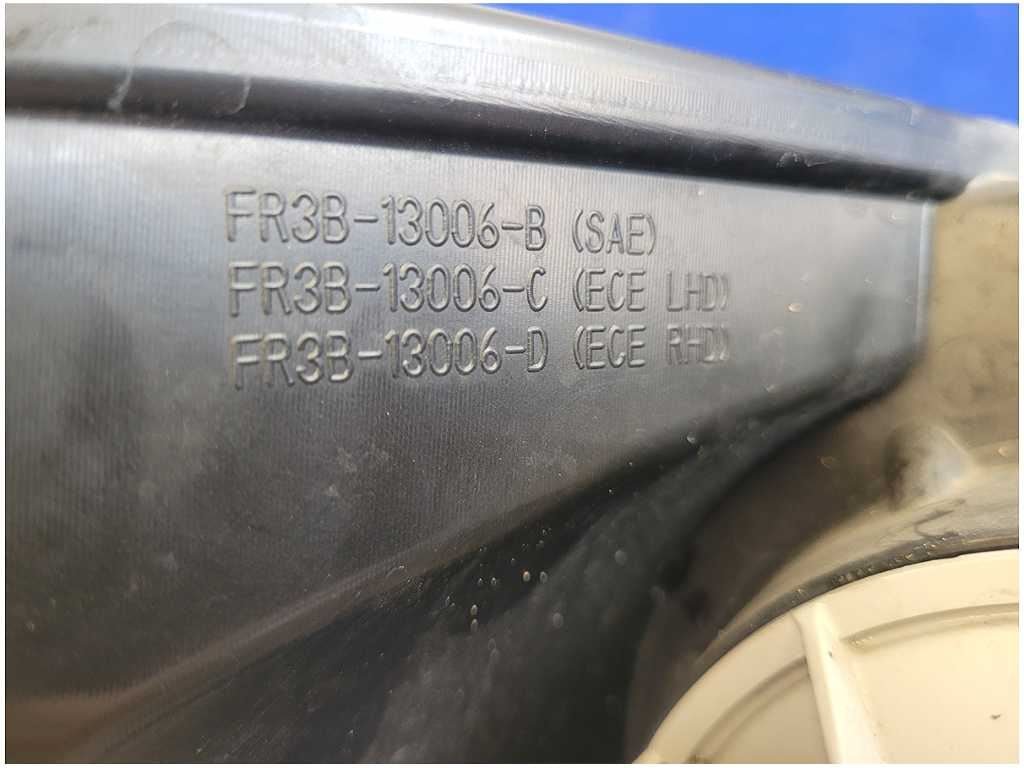 FR3B-13006-B (SAE)
FR3B-13006-C (ECE LHD)
FR3B-13006-D (ECE RHD)